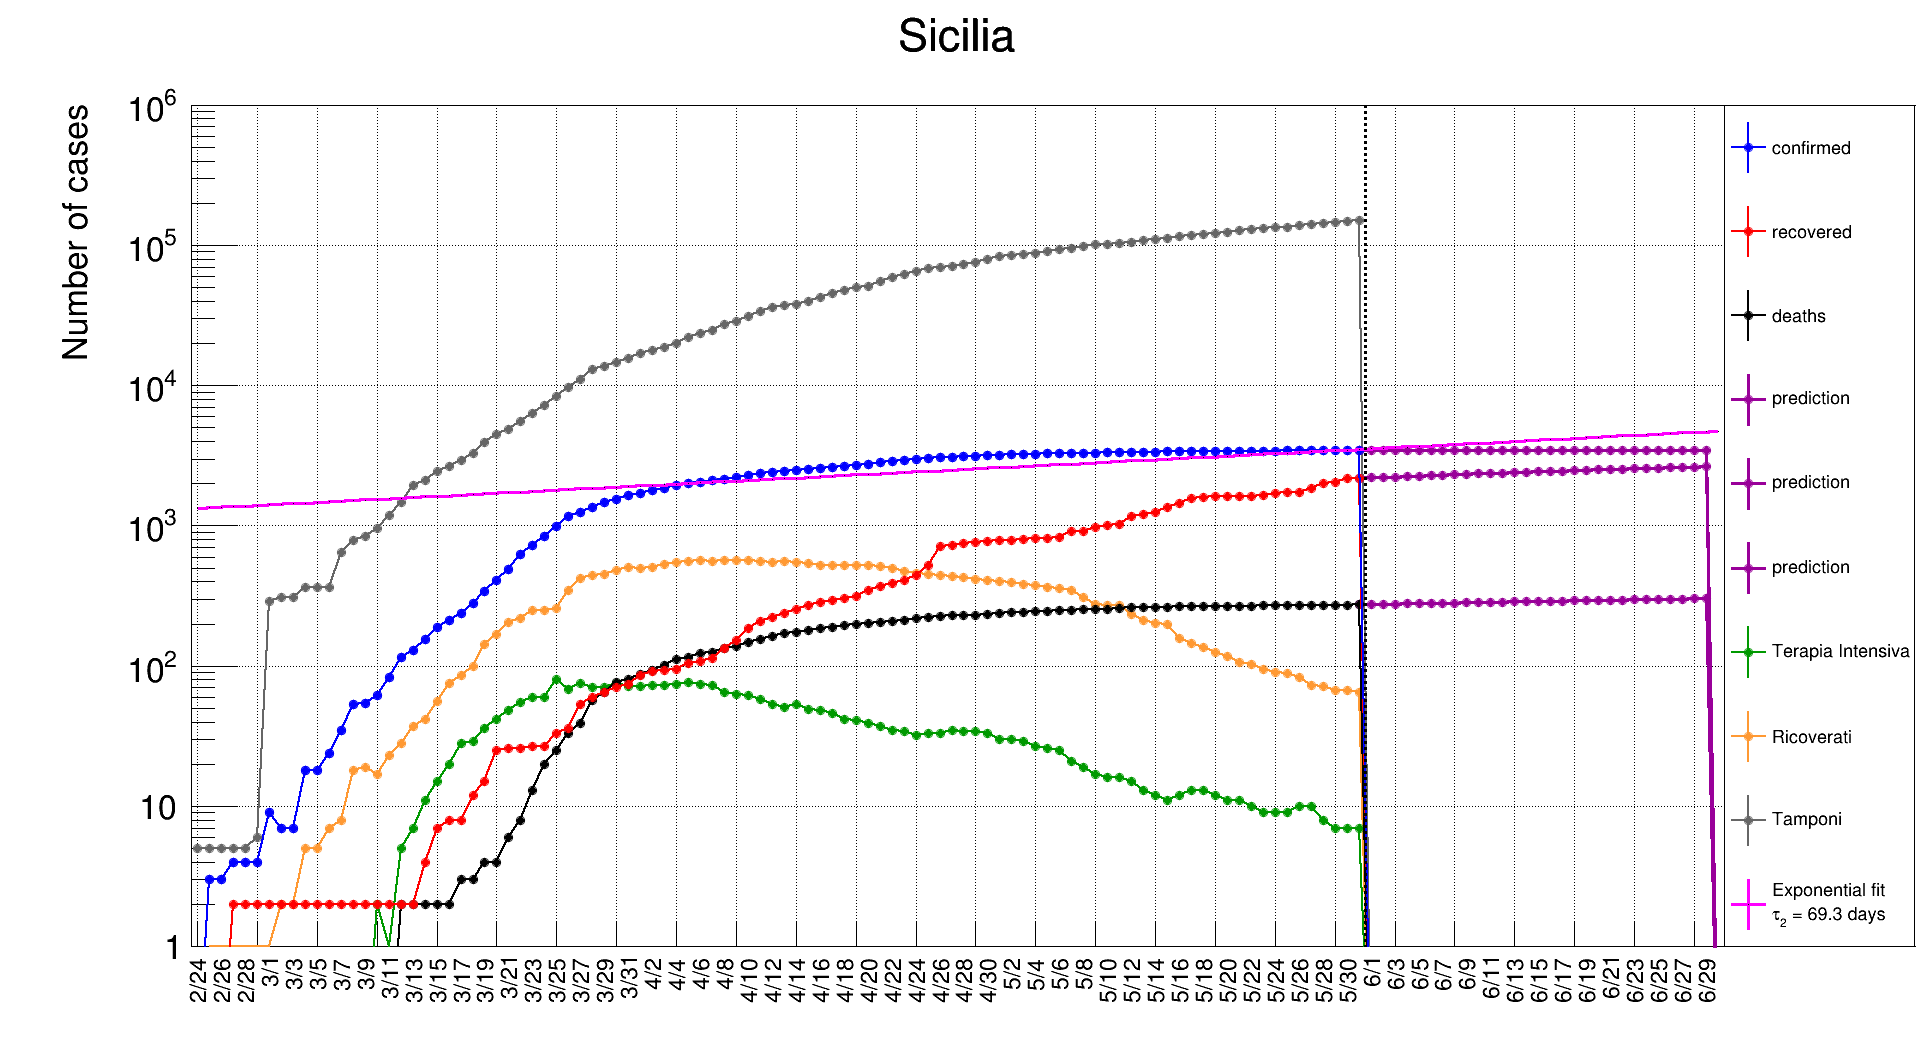 Sicilia
Number of cases
10^6
10^5
10^4
10^3
10^2
10
1
2/24 2/26 2/28 3/1 3/3 3/5 3/7 3/9 3/11 3/13 3/15 3/17 3/19 3/21 3/23 3/25 3/27 3/29 3/31 4/2 4/4 4/6 4/8 4/10 4/12 4/14 4/16 4/18 4/20 4/22 4/24 4/26 4/28 4/30 5/2 5/4 5/6 5/8 5/10 5/12 5/14 5/16 5/18 5/20 5/22 5/24 5/26 5/28 5/30 6/1 6/3 6/5 6/7 6/9 6/11 6/13 6/15 6/17 6/19 6/21 6/23 6/25 6/27 6/29
confirmed
recovered
deaths
prediction
prediction
prediction
Terapia Intensiva
Ricoverati
Tamponi
Exponential fit
τ₂ = 69.3 days